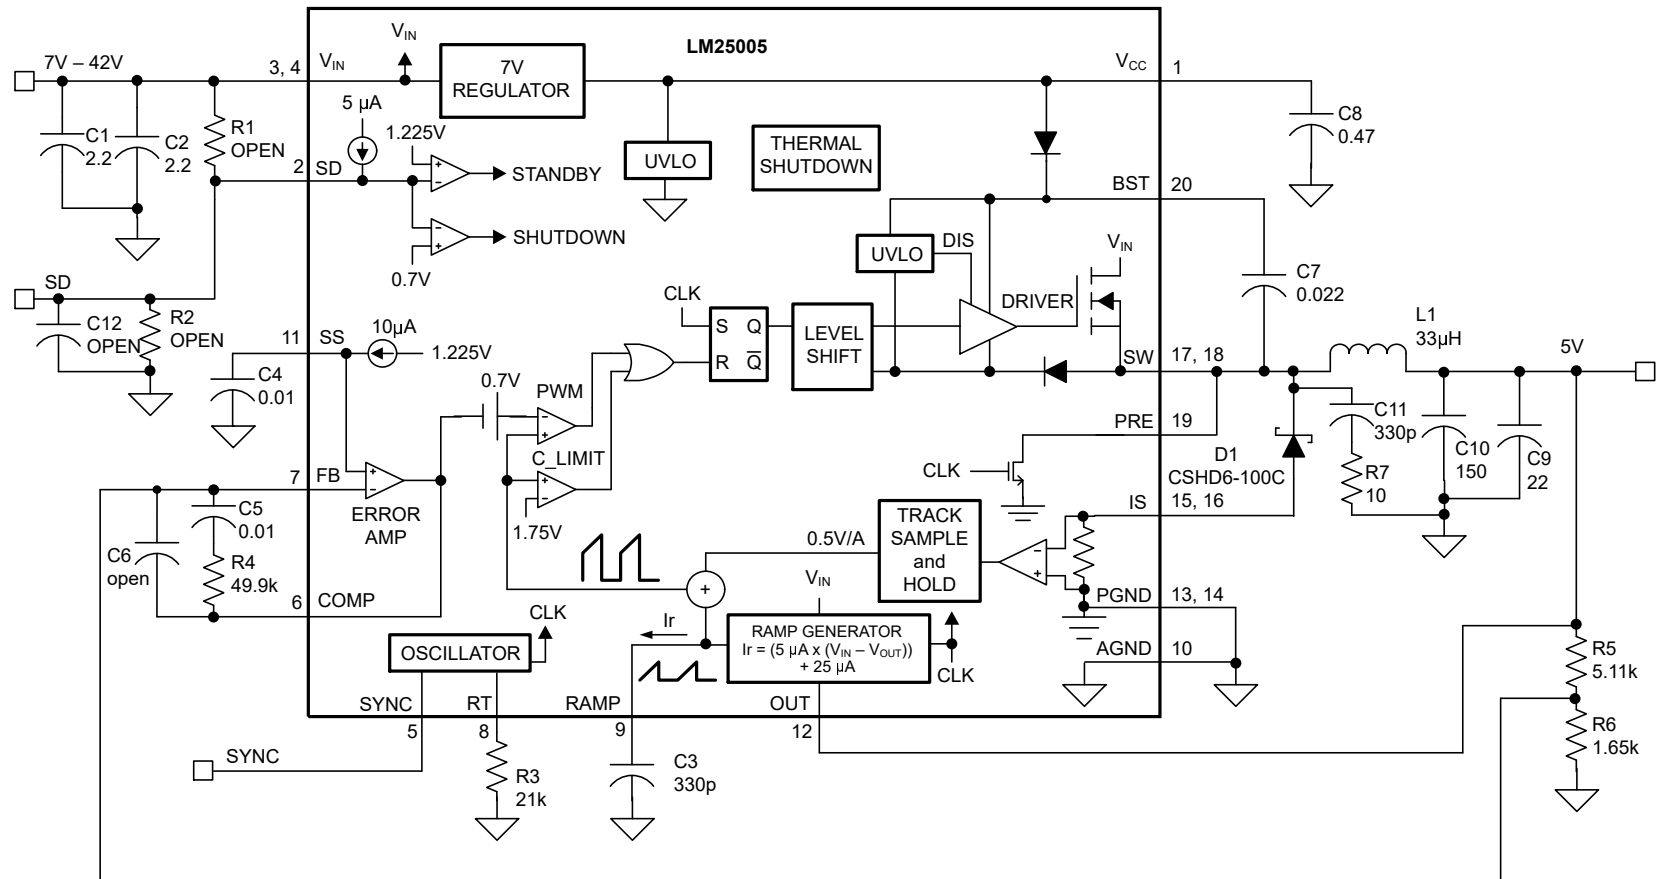 LM25005
7V – 42V
3, 4
VIN
VIN
7V
REGULATOR
VCC
1
C8
0.47
C1
2.2
C2
2.2
R1
OPEN
5 µA
1.225V
2
SD
STANDBY
UVLO
THERMAL
SHUTDOWN
BST
20
SHUTDOWN
0.7V
UVLO
DIS
VIN
DRIVER
C7
0.022
SD
C12
OPEN
R2
OPEN
CLK
S
Q
R
Q
LEVEL
SHIFT
SW
17, 18
L1
33µH
5V
11
SS
10µA
1.225V
C4
0.01
0.7V
PWM
C_LIMIT
1.75V
PRE
19
CLK
D1
CSHD6-100C
C11
330p
R7
10
C10
150
C9
22
7
FB
ERROR
AMP
IS
15, 16
C5
0.01
C6
open
R4
49.9k
6
COMP
0.5V/A
TRACK
SAMPLE
and
HOLD
+
VIN
PGND
13, 14
CLK
OSCILLATOR
Ir
RAMP GENERATOR
Ir = (5 µA x (VIN – VOUT))
+ 25 µA
CLK
AGND
10
R5
5.11k
SYNC
RT
RAMP
OUT
5
8
9
12
R6
1.65k
SYNC
R3
21k
C3
330p